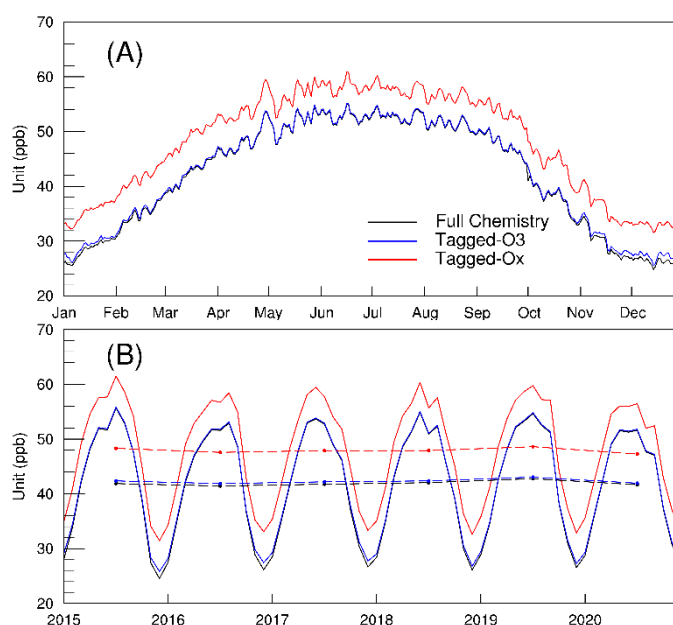 (A)
Unit (ppb)
70
60
50
40
30
20
Full Chemistry
Tagged-O3
Tagged-Ox
Jan Feb Mar Apr May Jun Jul Aug Sep Oct Nov Dec
(B)
Unit (ppb)
70
60
50
40
30
20
2015 2016 2017 2018 2019 2020